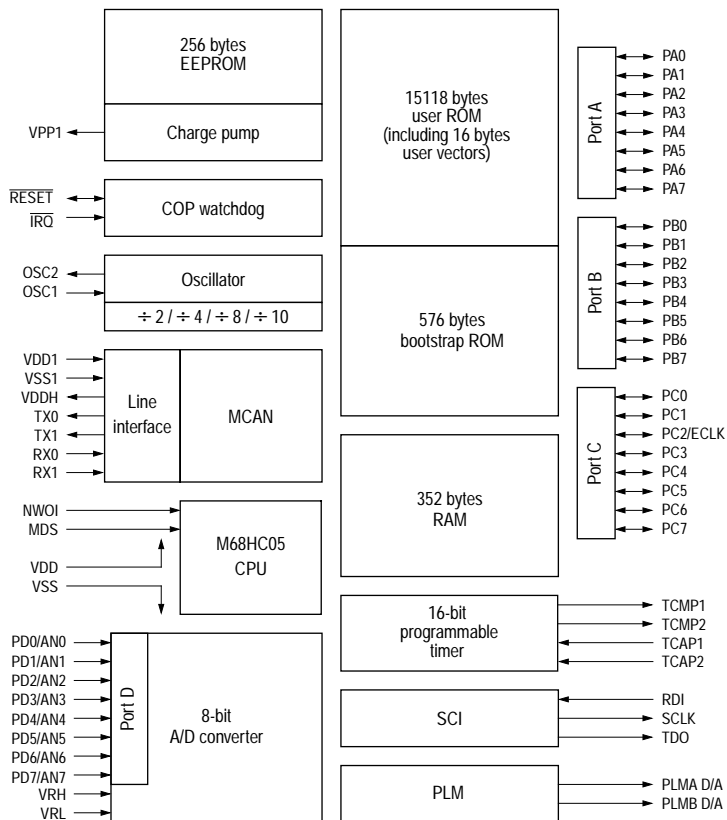 256 bytes
EEPROM
Charge pump
VPP1
COP watchdog
RESET
IRQ
Oscillator
÷ 2 / ÷ 4 / ÷ 8 / ÷ 10
OSC2
OSC1
VDD1
VSS1
VDDH
TX0
TX1
RX0
RX1
Line
interface
MCAN
NWOI
MDS
VDD
VSS
M68HC05
CPU
PD0/AN0
PD1/AN1
PD2/AN2
PD3/AN3
PD4/AN4
PD5/AN5
PD6/AN6
PD7/AN7
VRH
VRL
Port D
8-bit
A/D converter
15118 bytes
user ROM
(including 16 bytes
user vectors)
576 bytes
bootstrap ROM
352 bytes
RAM
16-bit
programmable
timer
SCI
PLM
Port A
PA0
PA1
PA2
PA3
PA4
PA5
PA6
PA7
Port B
PB0
PB1
PB2
PB3
PB4
PB5
PB6
PB7
Port C
PC0
PC1
PC2/ECLK
PC3
PC4
PC5
PC6
PC7
TCMP1
TCMP2
TCAP1
TCAP2
RDI
SCLK
TDO
PLMA D/A
PLMB D/A